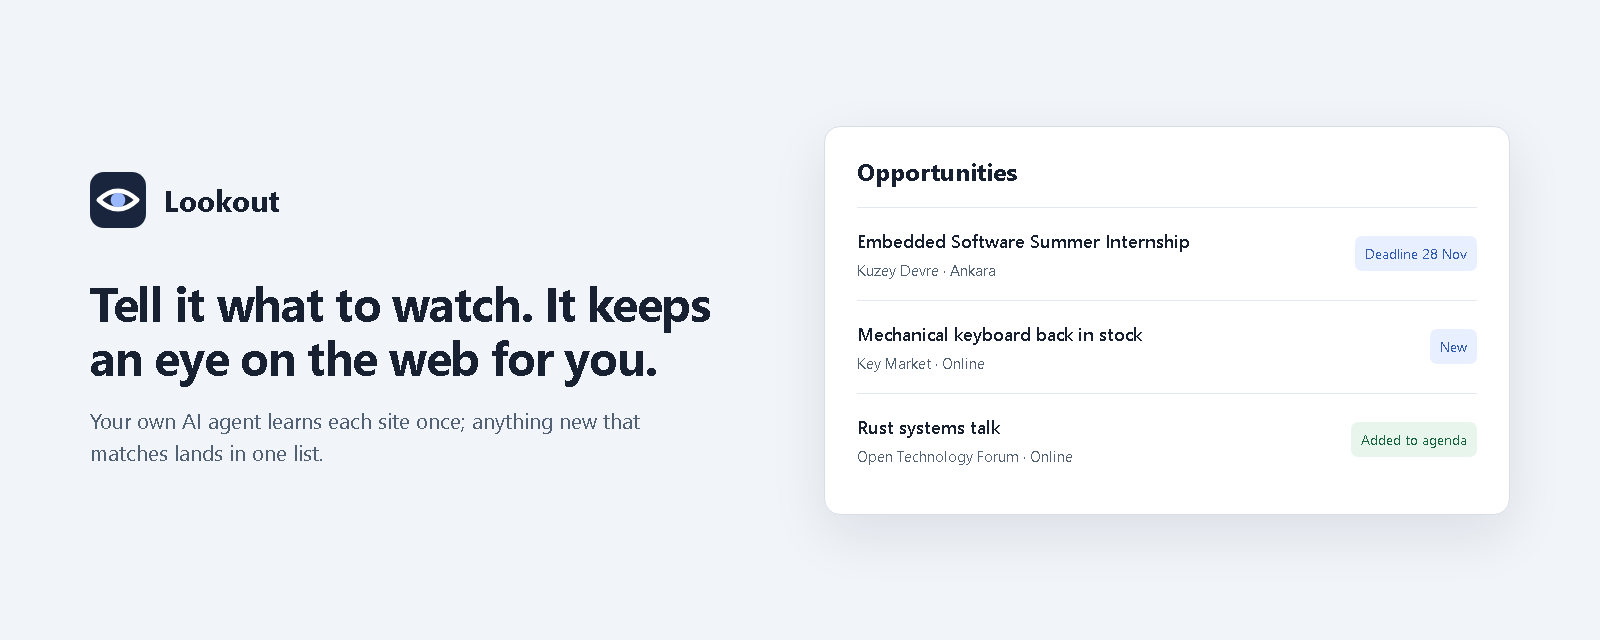 Lookout
Tell it what to watch. It keeps
an eye on the web for you.
Your own AI agent learns each site once; anything new that
matches lands in one list.
Opportunities
Embedded Software Summer Internship
Kuzey Devre · Ankara
Deadline 28 Nov
Mechanical keyboard back in stock
Key Market · Online
New
Rust systems talk
Open Technology Forum · Online
Added to agenda